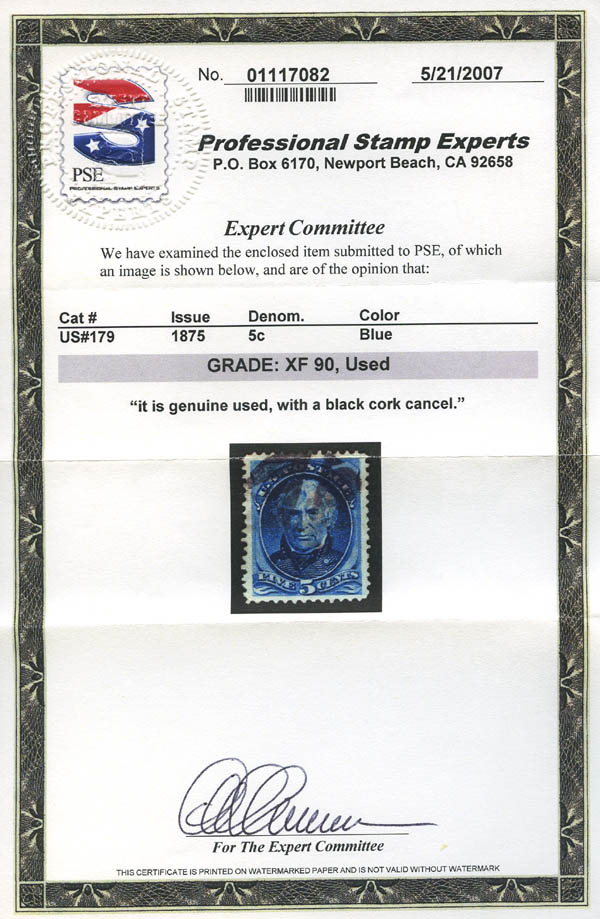 No. 01117082 5/21/2007
PSE
PROFESSIONAL STAMP EXPERTS
Professional Stamp Experts
P.O. Box 6170, Newport Beach, CA 92658
Expert Committee
We have examined the enclosed item submitted to PSE, of which
an image is shown below, and are of the opinion that:
Cat # Issue Denom. Color
US#179 1875 5c Blue
GRADE: XF 90, Used
“it is genuine used, with a black cork cancel.”
FIVE 5 CENTS
For The Expert Committee
THIS CERTIFICATE IS PRINTED ON WATERMARKED PAPER AND IS NOT VALID WITHOUT WATERMARK